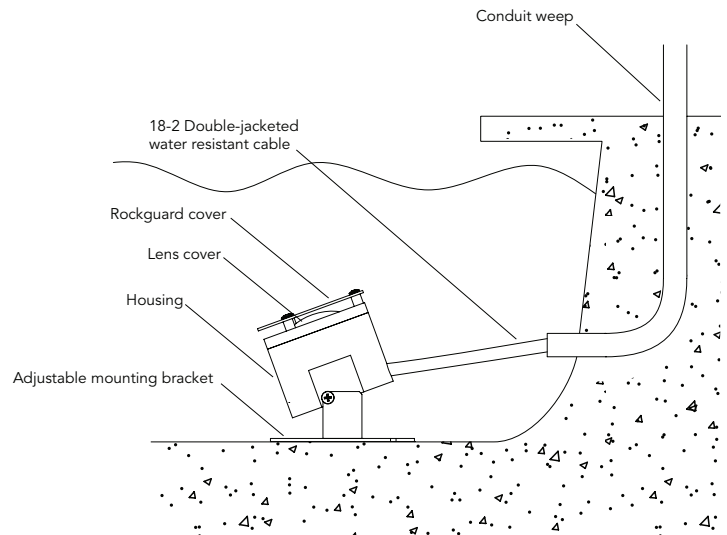 Conduit weep
18-2 Double-jacketed
water resistant cable
Rockguard cover
Lens cover
Housing
Adjustable mounting bracket